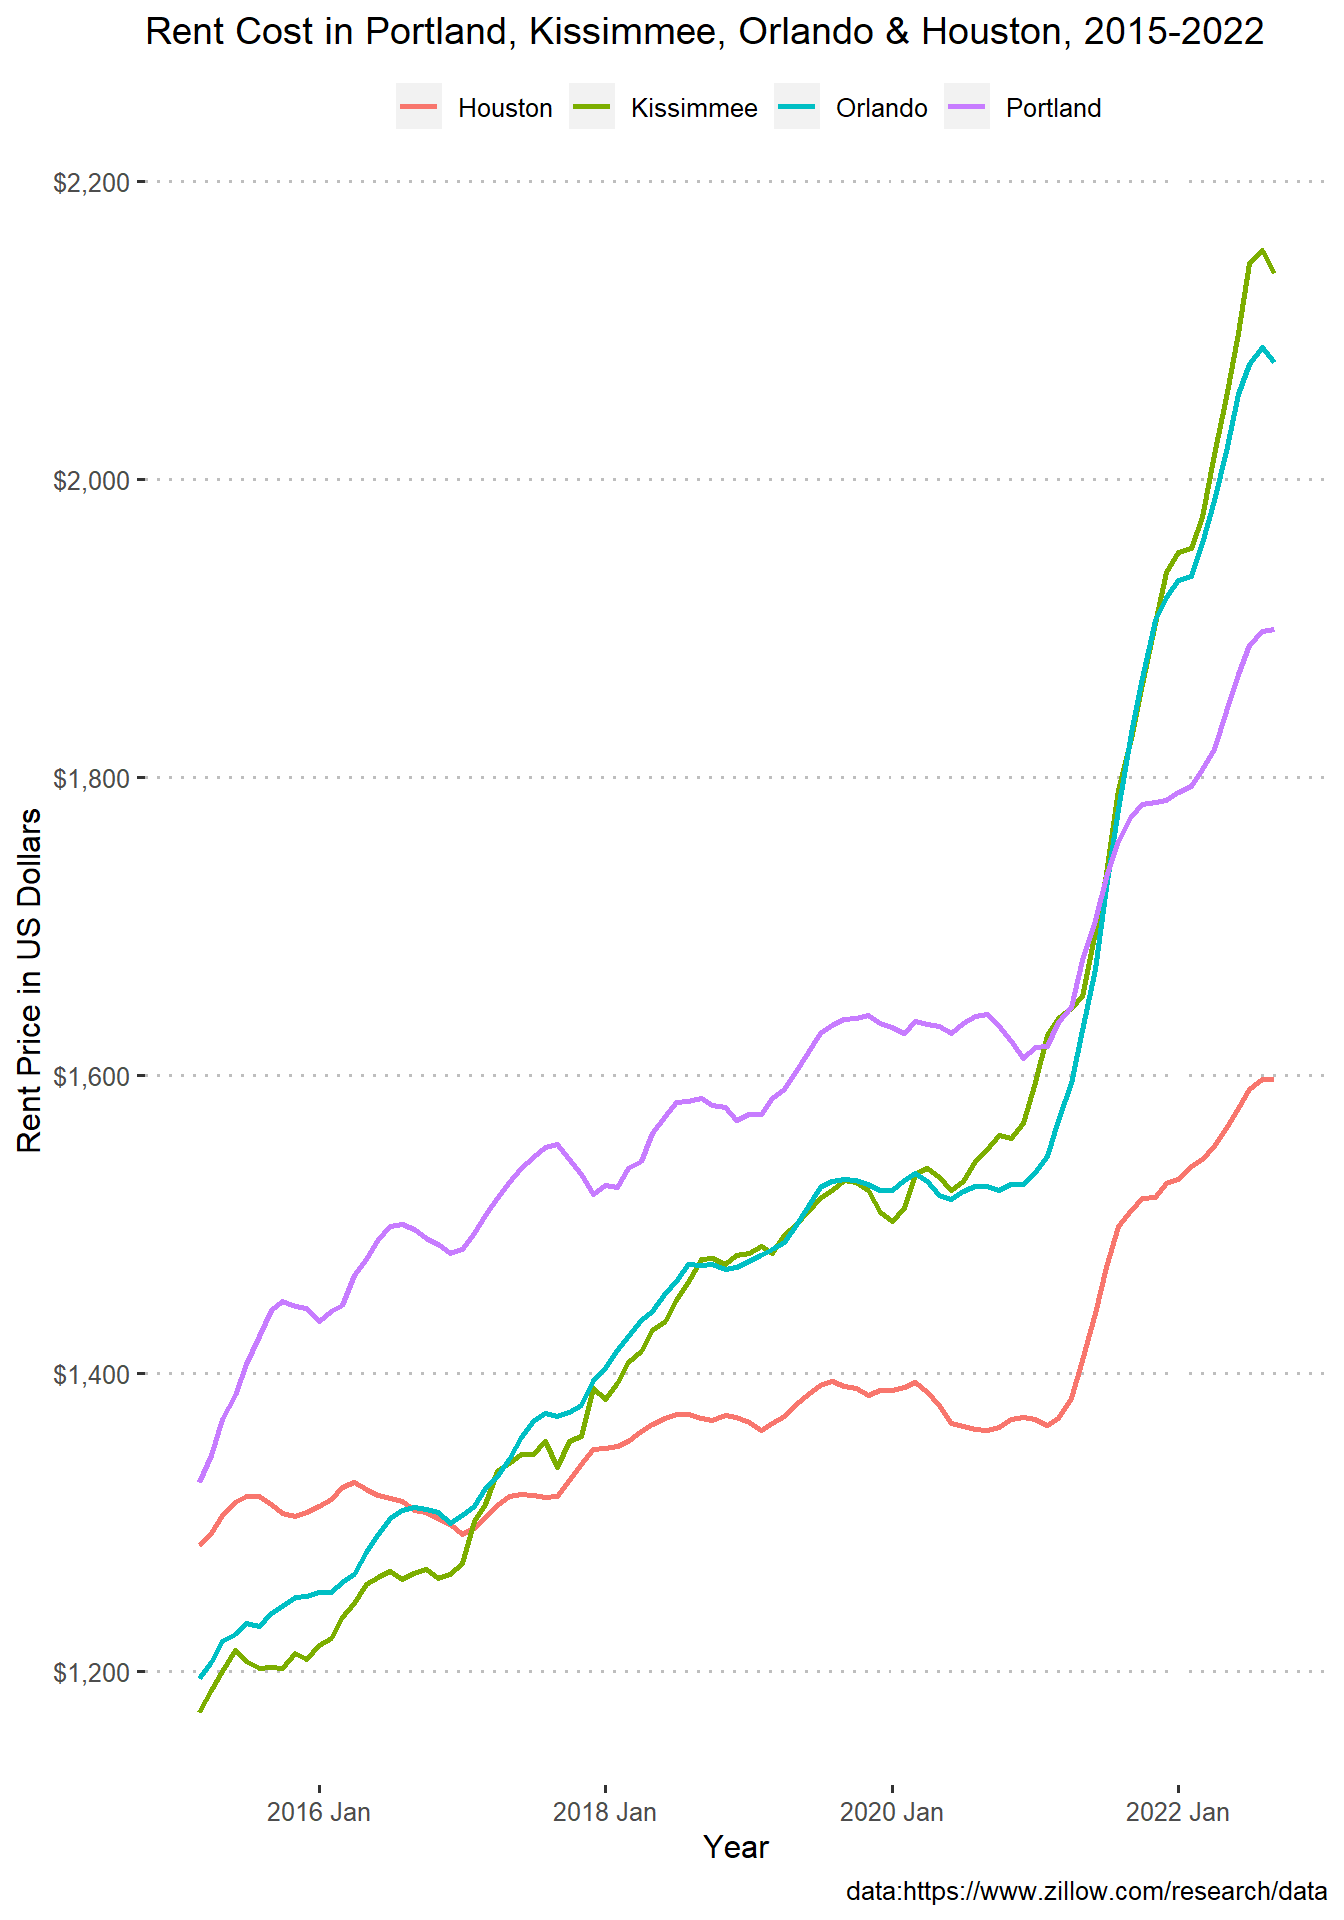 Rent Cost in Portland, Kissimmee, Orlando & Houston, 2015-2022
Houston Kissimmee Orlando Portland
$2,200
$2,000
$1,800
$1,600
$1,400
$1,200
Rent Price in US Dollars
2016 Jan 2018 Jan 2020 Jan 2022 Jan
Year
data:https://www.zillow.com/research/data